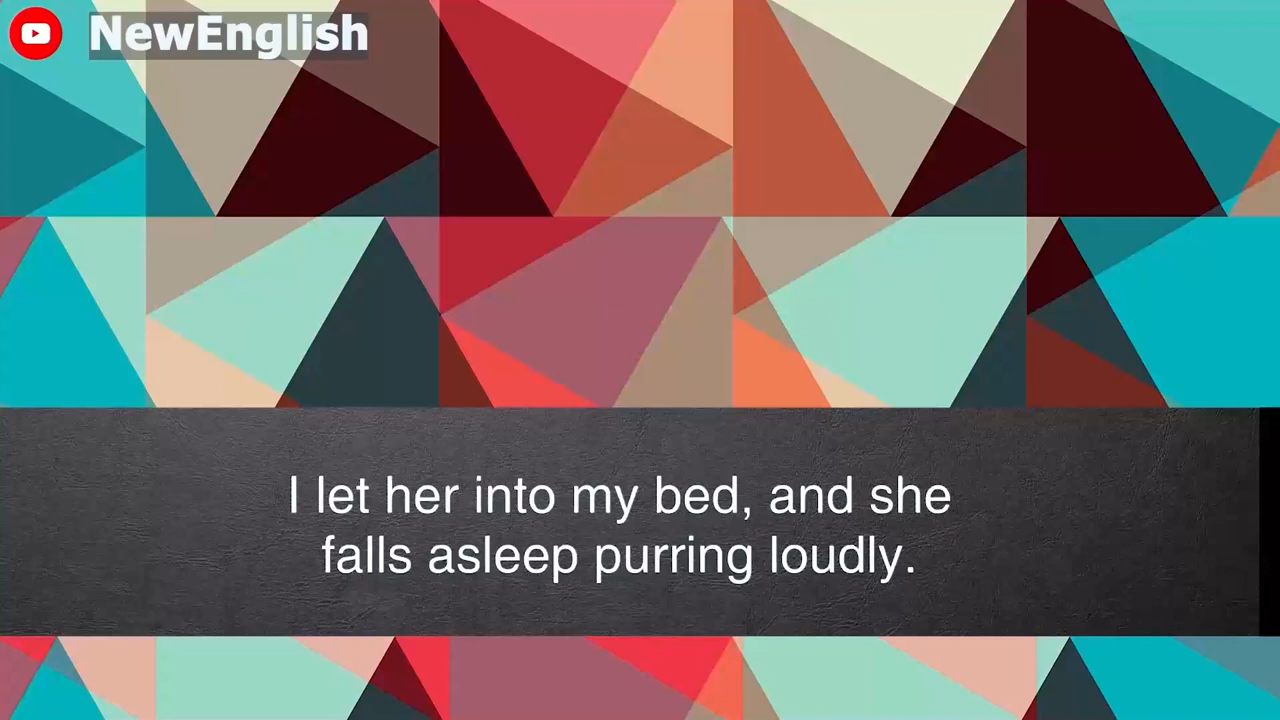 NewEnglish
I let her into my bed, and she
falls asleep purring loudly.